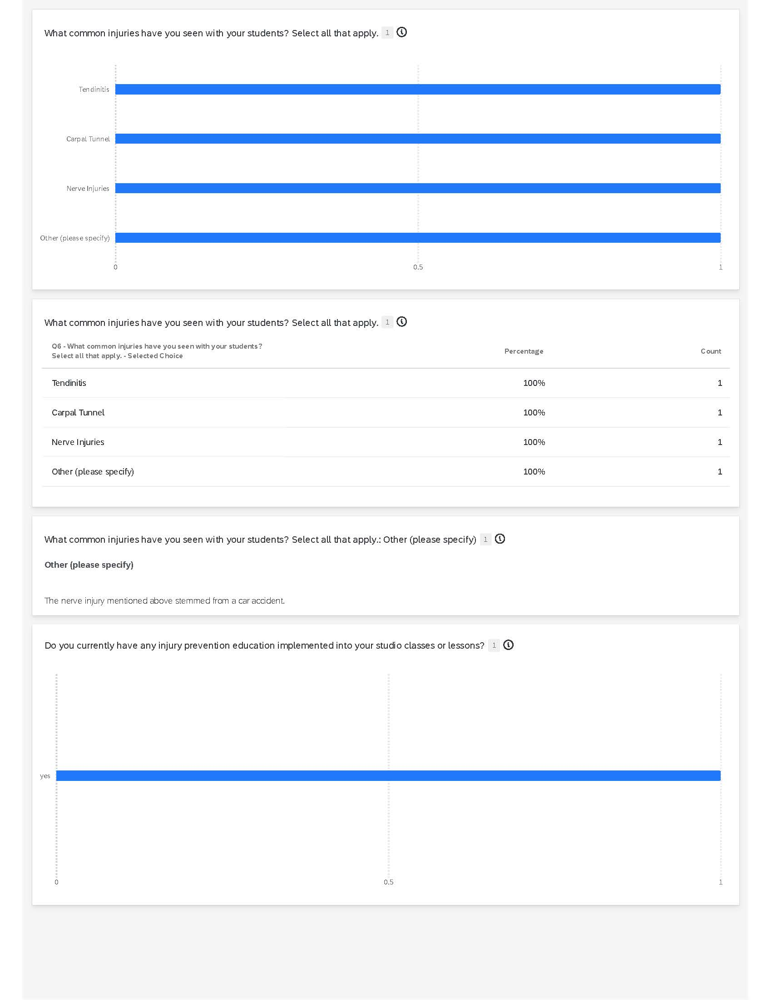 What common injuries have you seen with your students? Select all that apply. 1
Tendinitis
Carpal Tunnel
Nerve Injuries
Other (please specify)
0 0.5 1
What common injuries have you seen with your students? Select all that apply. 1
Q6 - What common injuries have you seen with your students?
Select all that apply. - Selected Choice
Percentage Count
Tendinitis 100% 1
Carpal Tunnel 100% 1
Nerve Injuries 100% 1
Other (please specify) 100% 1
What common injuries have you seen with your students? Select all that apply.: Other (please specify) 1
Other (please specify)
The nerve injury mentioned above stemmed from a car accident.
Do you currently have any injury prevention education implemented into your studio classes or lessons? 1
yes
0 0.5 1